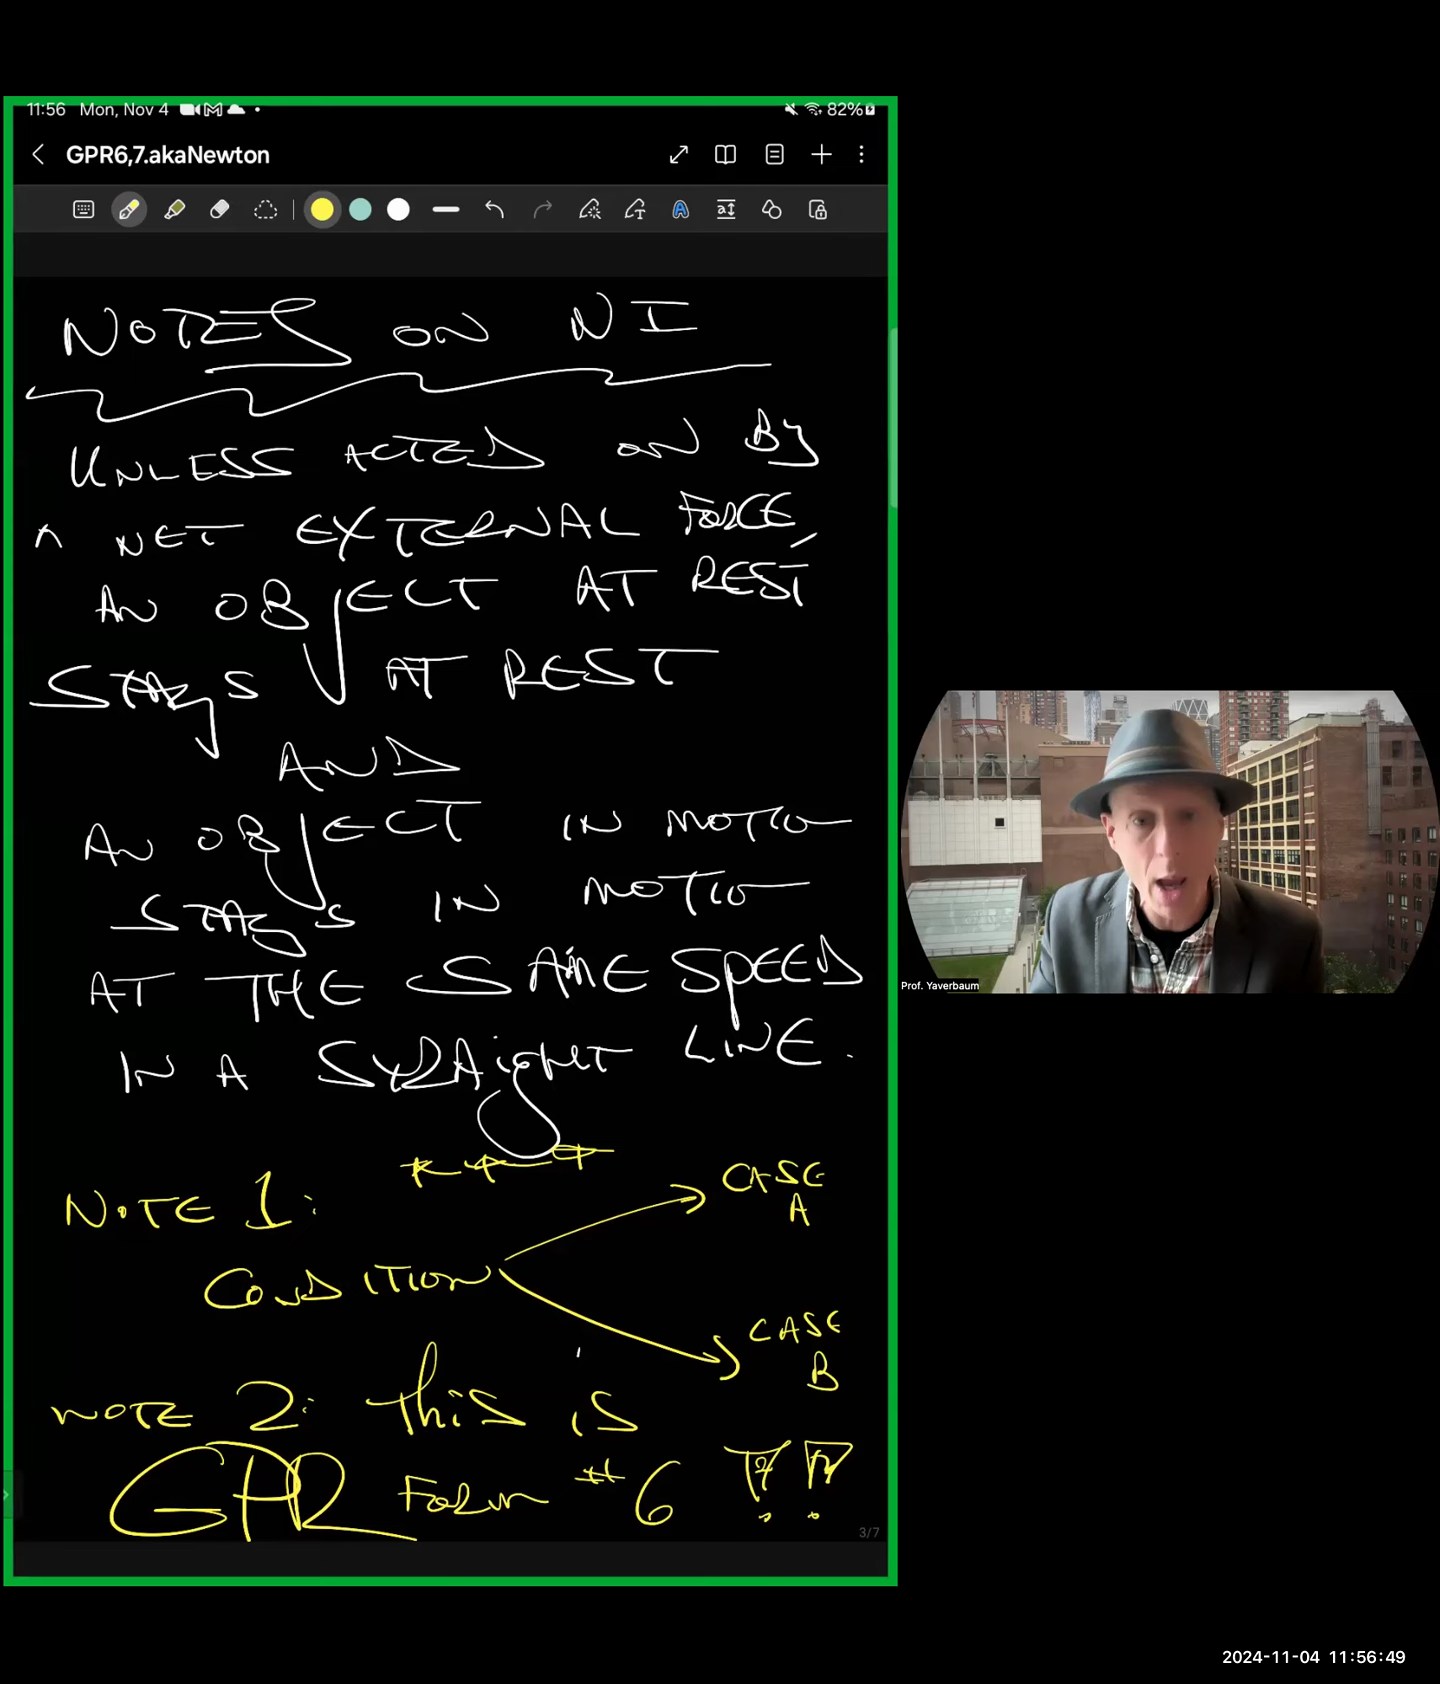 11:56 Mon, Nov 4
82%
GPR6,7.akaNewton
NOTES ON NI
UNLESS ACTED ON BY
A NET EXTERNAL FORCE,
AN OBJECT AT REST
STAYS AT REST
AND
AN OBJECT IN MOTION
STAYS IN MOTION
AT THE SAME SPEED
IN A STRAIGHT LINE.
NOTE 1:
CONDITION
CASE
A
CASE
B
NOTE 2: this is
GPR FORM #6 !!
3/7
Prof. Yaverbaum
2024-11-04 11:56:49